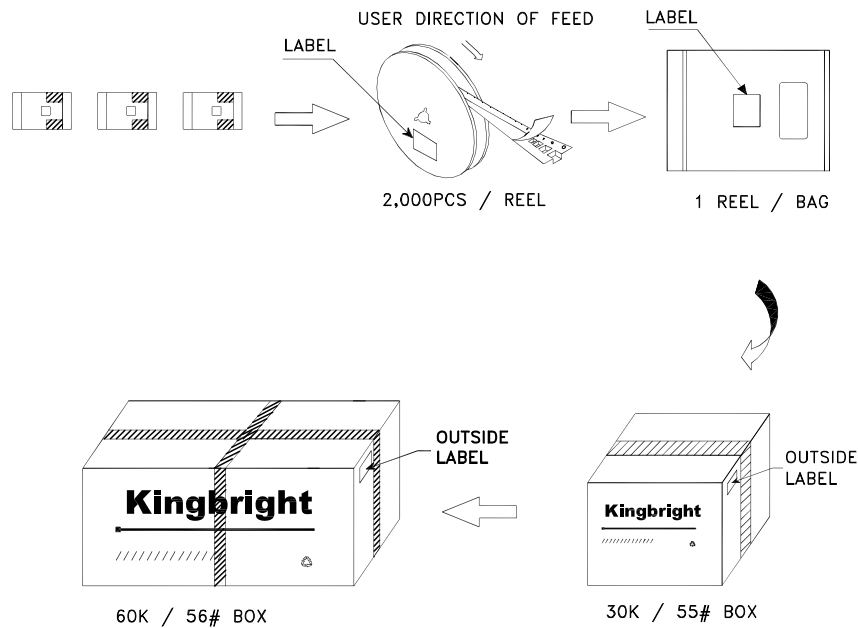 USER DIRECTION OF FEED
LABEL
LABEL
2,000PCS / REEL
1 REEL / BAG
OUTSIDE
LABEL
Kingbright
60K / 56# BOX
OUTSIDE
LABEL
Kingbright
30K / 55# BOX